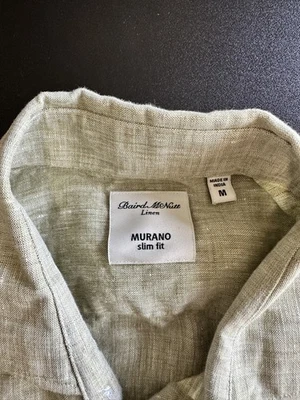 Baird McNutt
Linen
MURANO
slim fit
MADE IN
INDIA
M